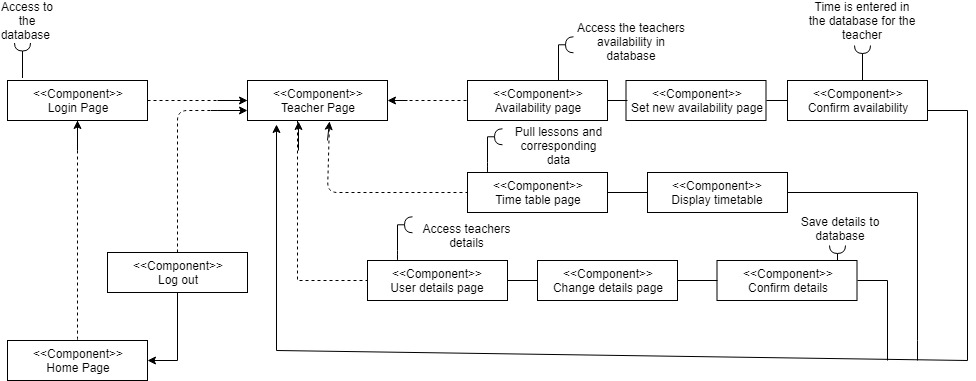 Access to
the
database
Access the teachers
availability in
database
Time is entered in
the database for the
teacher
<<Component>>
Login Page
<<Component>>
Teacher Page
<<Component>>
Availability page
<<Component>>
Set new availability page
<<Component>>
Confirm availability
Pull lessons and
corresponding
data
<<Component>>
Time table page
<<Component>>
Display timetable
Access teachers
details
Save details to
database
<<Component>>
Log out
<<Component>>
User details page
<<Component>>
Change details page
<<Component>>
Confirm details
<<Component>>
Home Page